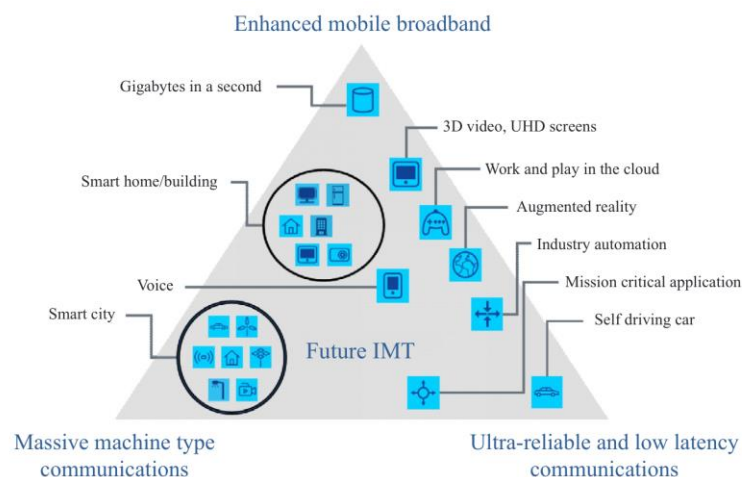 Enhanced mobile broadband
Gigabytes in a second
3D video, UHD screens
Work and play in the cloud
Smart home/building
Augmented reality
Industry automation
Mission critical application
Voice
Smart city
Self driving car
Future IMT
Massive machine type
communications
Ultra-reliable and low latency
communications